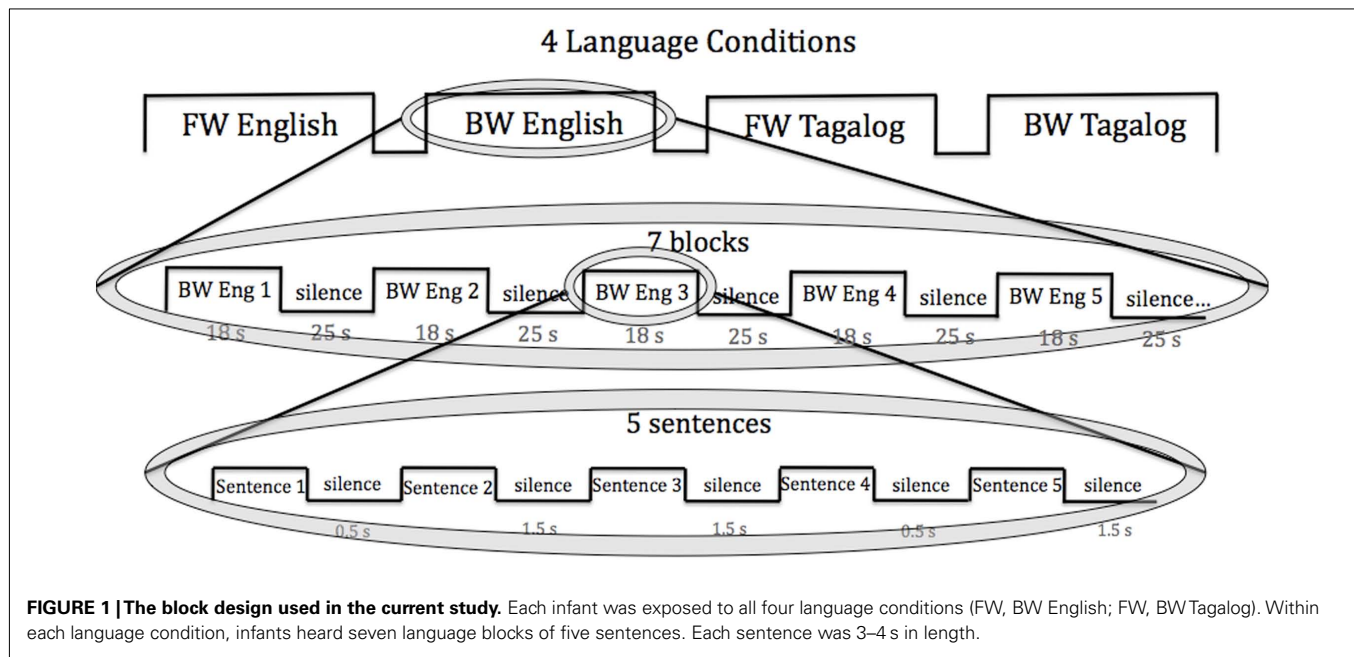 4 Language Conditions
FW English BW English FW Tagalog BW Tagalog
7 blocks
BW Eng 1 silence BW Eng 2 silence BW Eng 3 silence BW Eng 4 silence BW Eng 5 silence...
18 s 25 s 18 s 25 s 18 s 25 s 18 s 25 s 18 s 25 s
5 sentences
Sentence 1 silence Sentence 2 silence Sentence 3 silence Sentence 4 silence Sentence 5 silence
0.5 s 1.5 s 1.5 s 0.5 s 1.5 s
FIGURE 1 | The block design used in the current study. Each infant was exposed to all four language conditions (FW, BW English; FW, BW Tagalog). Within
each language condition, infants heard seven language blocks of five sentences. Each sentence was 3–4 s in length.